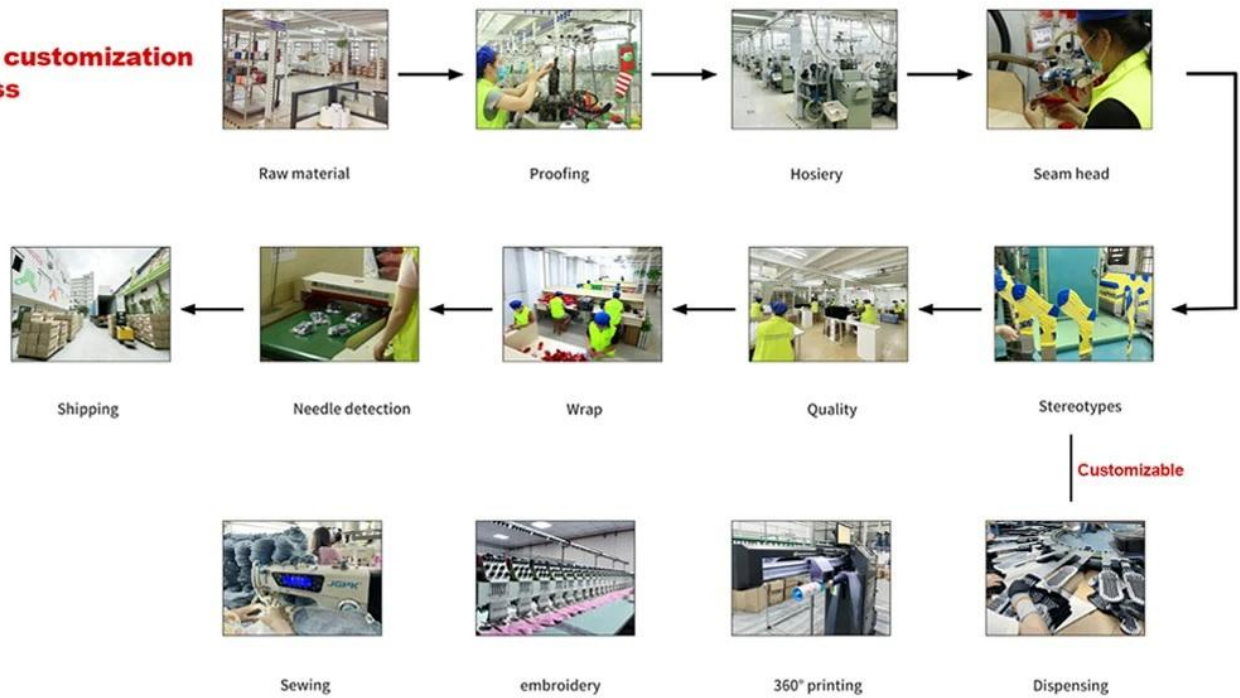 customization
ss
Raw material
Proofing
Hosiery
Seam head
Shipping
Needle detection
Wrap
Quality
Stereotypes
Customizable
JGPK
Sewing
embroidery
360° printing
Dispensing